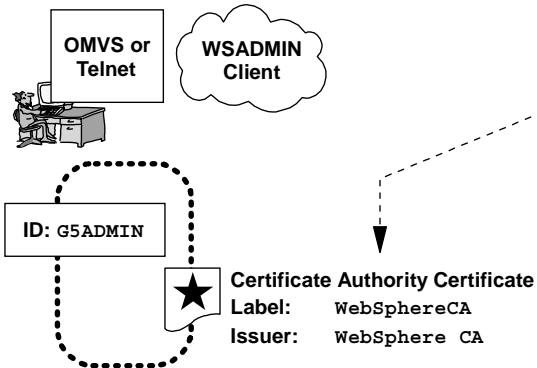 OMVS or
Telnet
WSADMIN
Client
ID: G5ADMIN
Certificate Authority Certificate
Label: WebSphereCA
Issuer: WebSphere CA